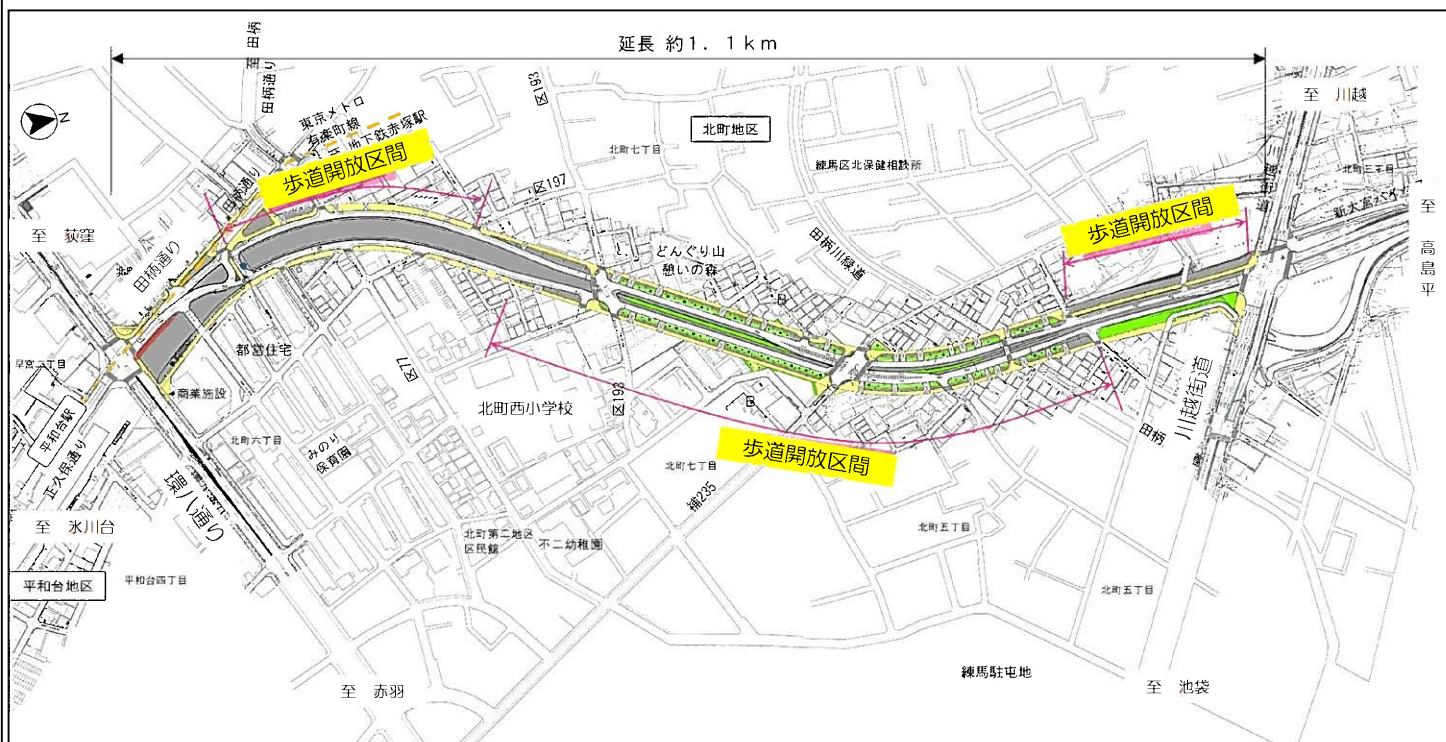 延長 約1.1km
至 田柄
田柄通り
区193
至 川越
N
東京メトロ
有楽町線
地下鉄赤塚駅
北町地区
北町七丁目
練馬区北保健相談所
北町三丁目
歩道開放区間
歩道開放区間
田柄通り
区197
新大宮バイパス
至 高島平
至 荻窪
田柄通り
どんぐり山
憩いの森
田柄川緑道
早宮二丁目
都営住宅
商業施設
区77
区193
北町西小学校
平和台駅
正久保通り
北町六丁目
みのり
保育園
歩道開放区間
田柄
川越街道
環八通り
北町七丁目
補235
至 氷川台
北町第二地区
区民館
不二幼稚園
北町五丁目
平和台地区
平和台四丁目
北町五丁目
練馬駐屯地
至 赤羽
至 池袋